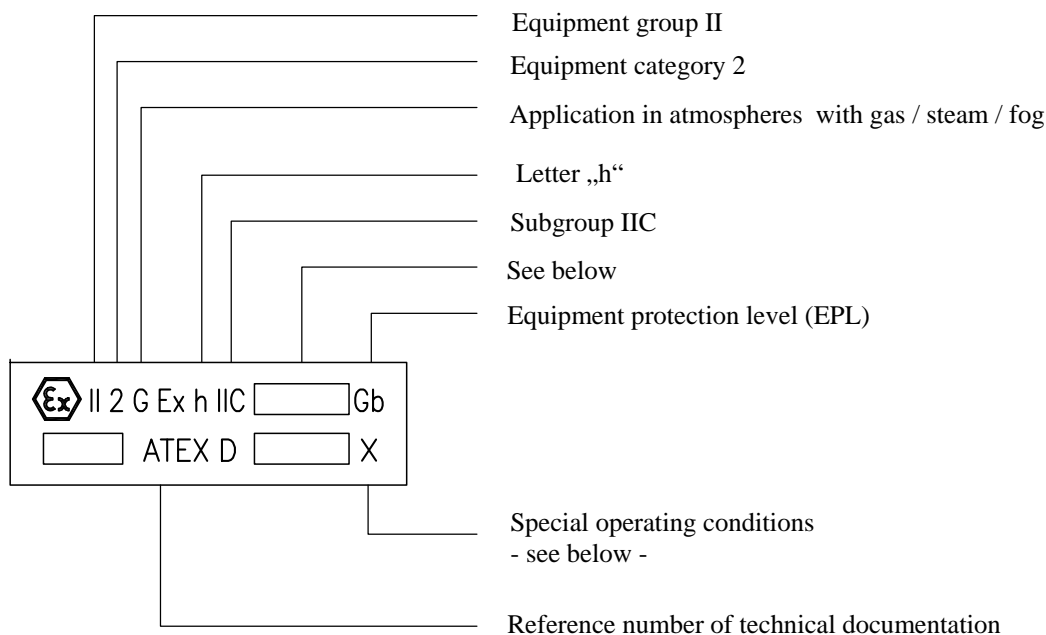 Equipment group II
Equipment category 2
Application in atmospheres with gas / steam / fog
Letter „h“
Subgroup IIC
See below
Equipment protection level (EPL)
Ex II 2 G Ex h IIC Gb
ATEX D X
Special operating conditions
- see below -
Reference number of technical documentation